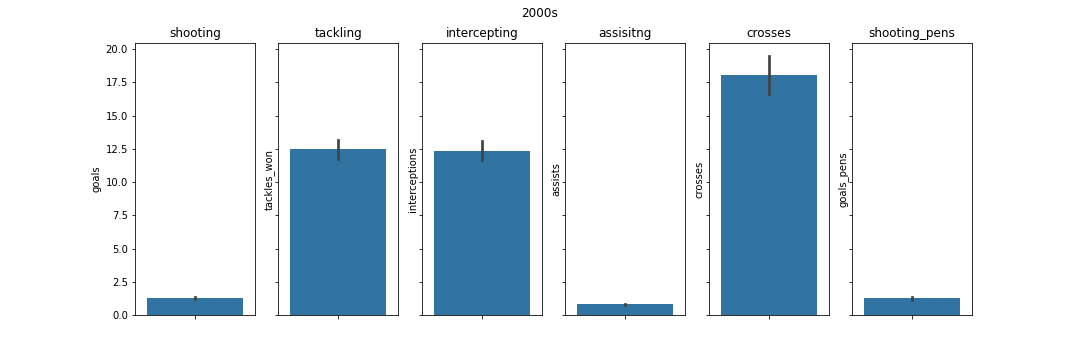 2000s
shooting
tackling
intercepting
assisitng
crosses
shooting_pens
goals
tackles_won
interceptions
assists
crosses
goals_pens
20.0
17.5
15.0
12.5
10.0
7.5
5.0
2.5
0.0